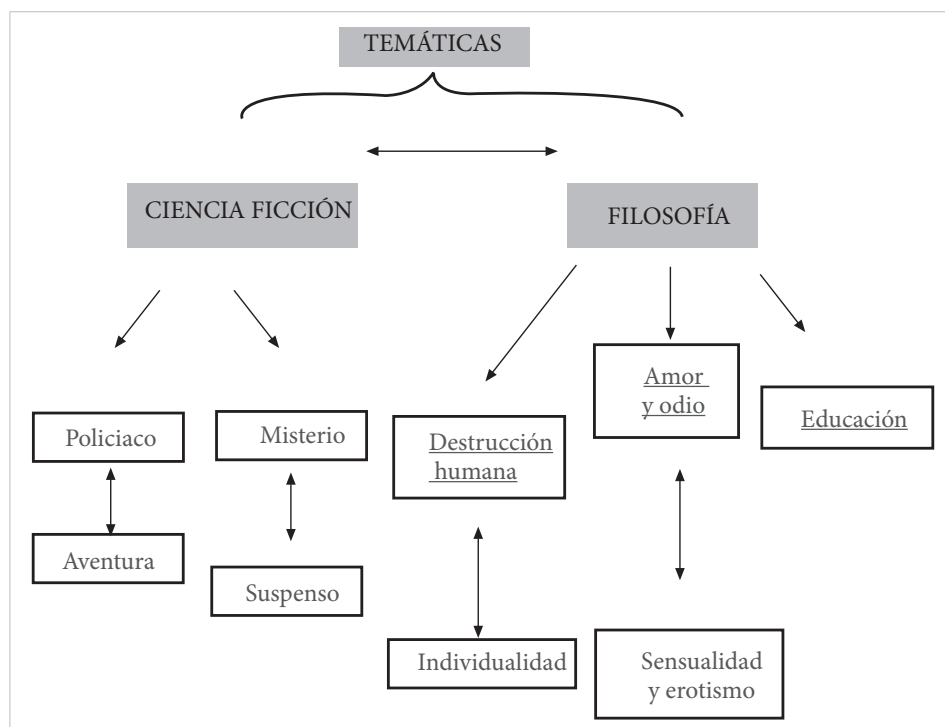 TEMÁTICAS
CIENCIA FICCIÓN
FILOSOFÍA
Policiaco
Misterio
Destrucción
humana
Amor
y odio
Educación
Aventura
Suspenso
Individualidad
Sensualidad
y erotismo